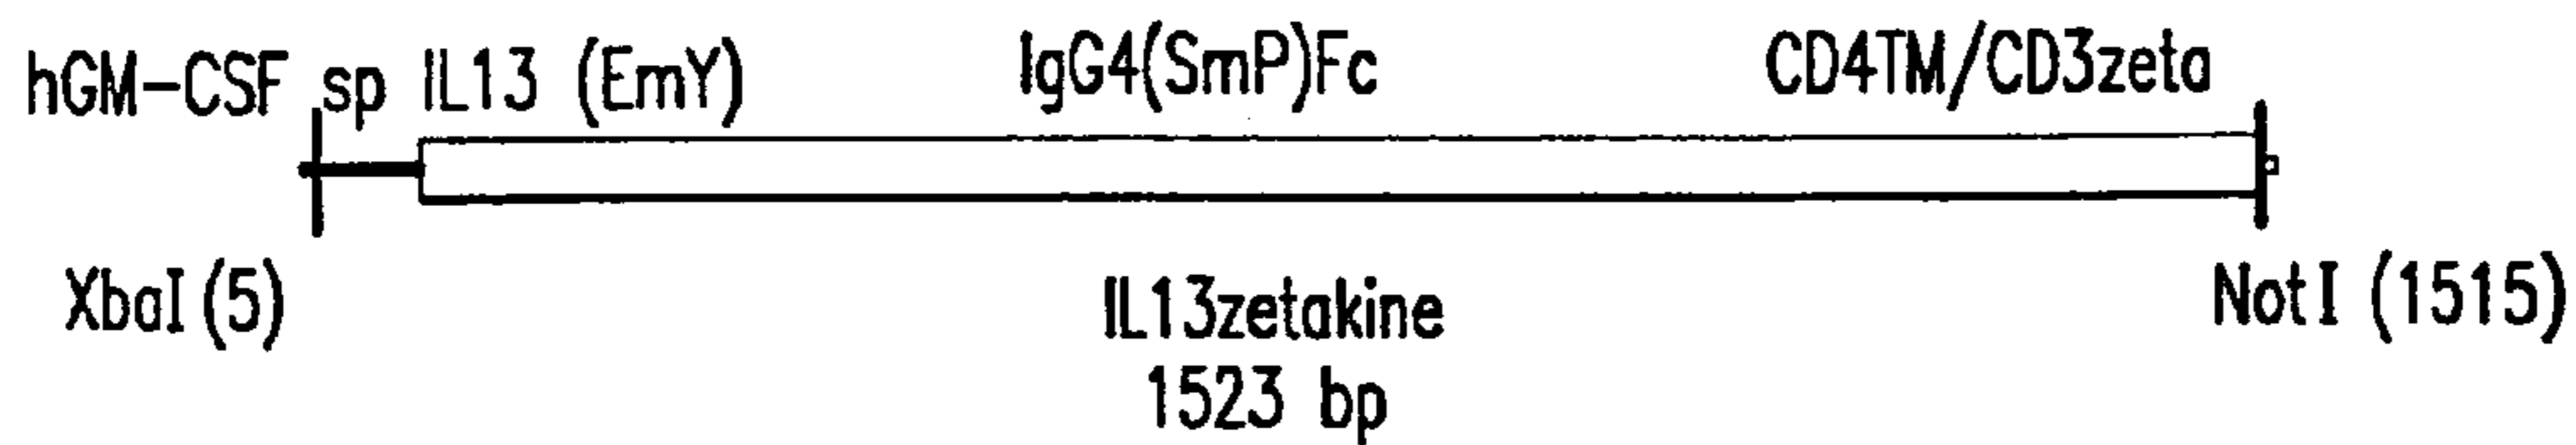 hGM-CSF sp IL13 (EmY) IgG4(SmP)Fc CD4TM/CD3zeta
XbaI (5) IL13zetakine NotI (1515)
1523 bp